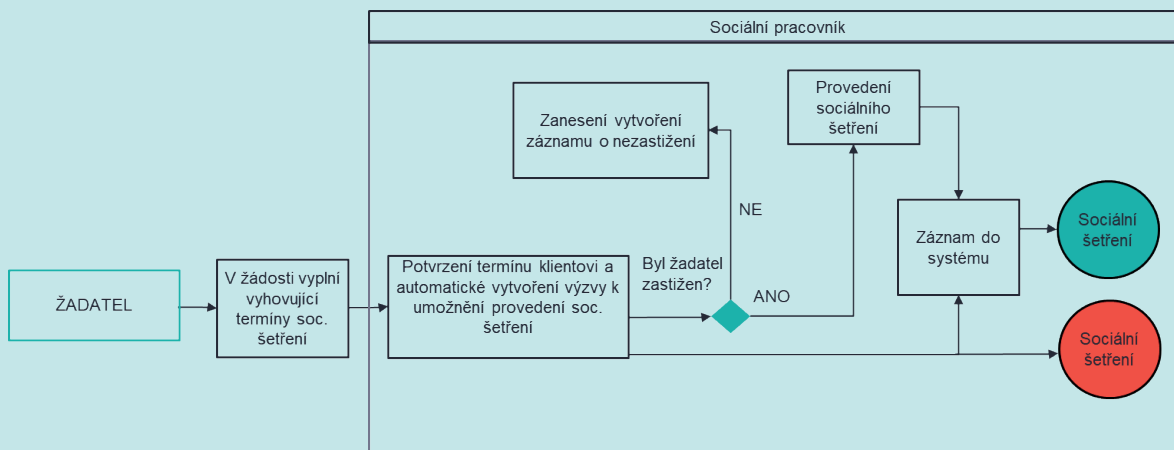 Sociální pracovník
ŽADATEL
V žádosti vyplní
vyhovující
termíny soc.
šetření
Potvrzení termínu klientovi a
automatické vytvoření výzvy k
umožnění provedení soc.
šetření
Byl žadatel
zastižen?
NE
ANO
Zanesení vytvoření
záznamu o nezastižení
Provedení
sociálního
šetření
Záznam do
systému
Sociální
šetření
Sociální
šetření